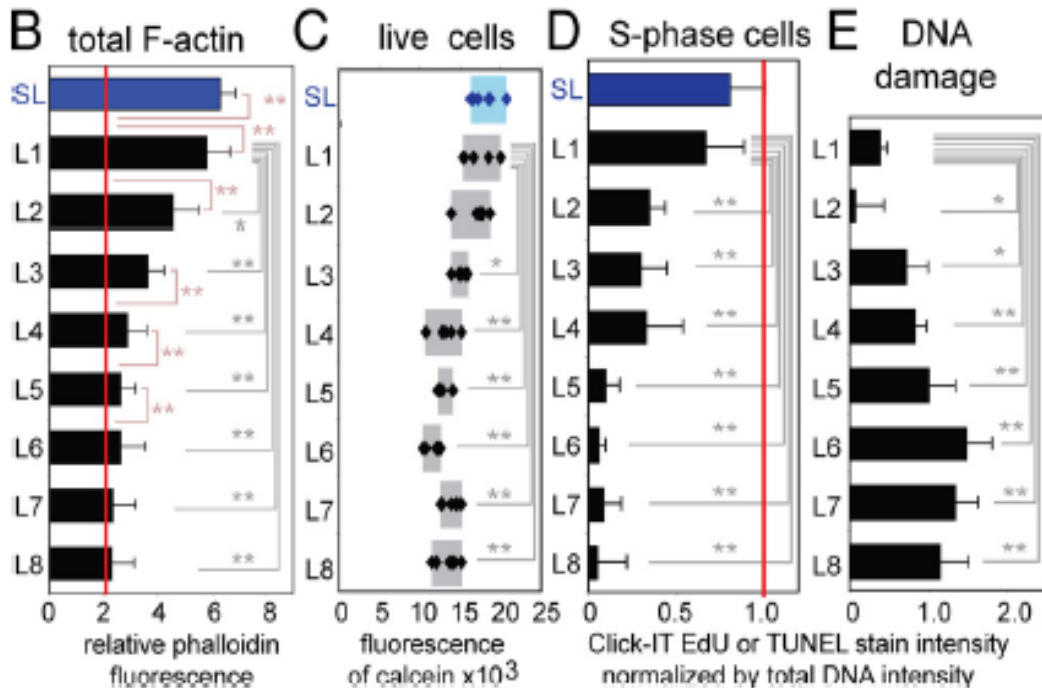 B total F-actin
C live cells
D S-phase cells
E DNA damage
SL
L1
L2
L3
L4
L5
L6
L7
L8
**
**
**
**
**
**
*
**
**
**
**
**
**
0 2 4 6 8
relative phalloidin
fluorescence
SL
L1
L2
L3
L4
L5
L6
L7
L8
*
**
**
**
**
**
0 10 15 20 25
fluorescence
of calcein x10³
SL
L1
L2
L3
L4
L5
L6
L7
L8
**
**
**
**
**
**
**
0 0.5 1.0
L1
L2
L3
L4
L5
L6
L7
L8
*
*
**
**
**
**
**
0 1.0 2.0
Click-IT EdU or TUNEL stain intensity
normalized by total DNA intensity